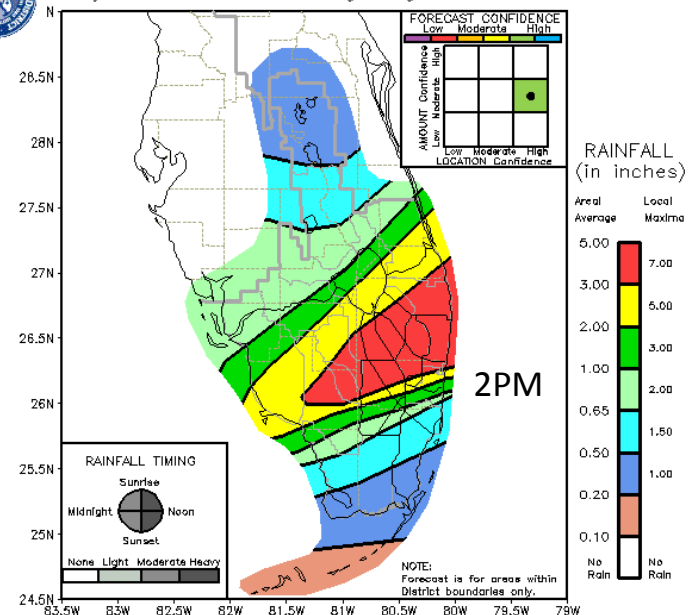 DISTRICT
N
FORECAST CONFIDENCE
Low Moderate High
AMOUNT Confidence
Low Moderate High
Low Moderate High
LOCATION Confidence
28.5N
28N
27.5N
27N
26.5N
26N
25.5N
25N
24.5N
RAINFALL
(in inches)
Areal Average
Local Maxima
5.00
3.00
2.00
1.00
0.65
0.50
0.20
0.10
No Rain
7.00
5.00
3.00
2.00
1.50
1.00
No Rain
2PM
RAINFALL TIMING
Sunrise
Midnight
Noon
Sunset
None Light Moderate Heavy
NOTE:
Forecast is for areas within
District boundaries only.
83.5W 83W 82.5W 82W 81.5W 81W 80.5W 80W 79.5W 79W